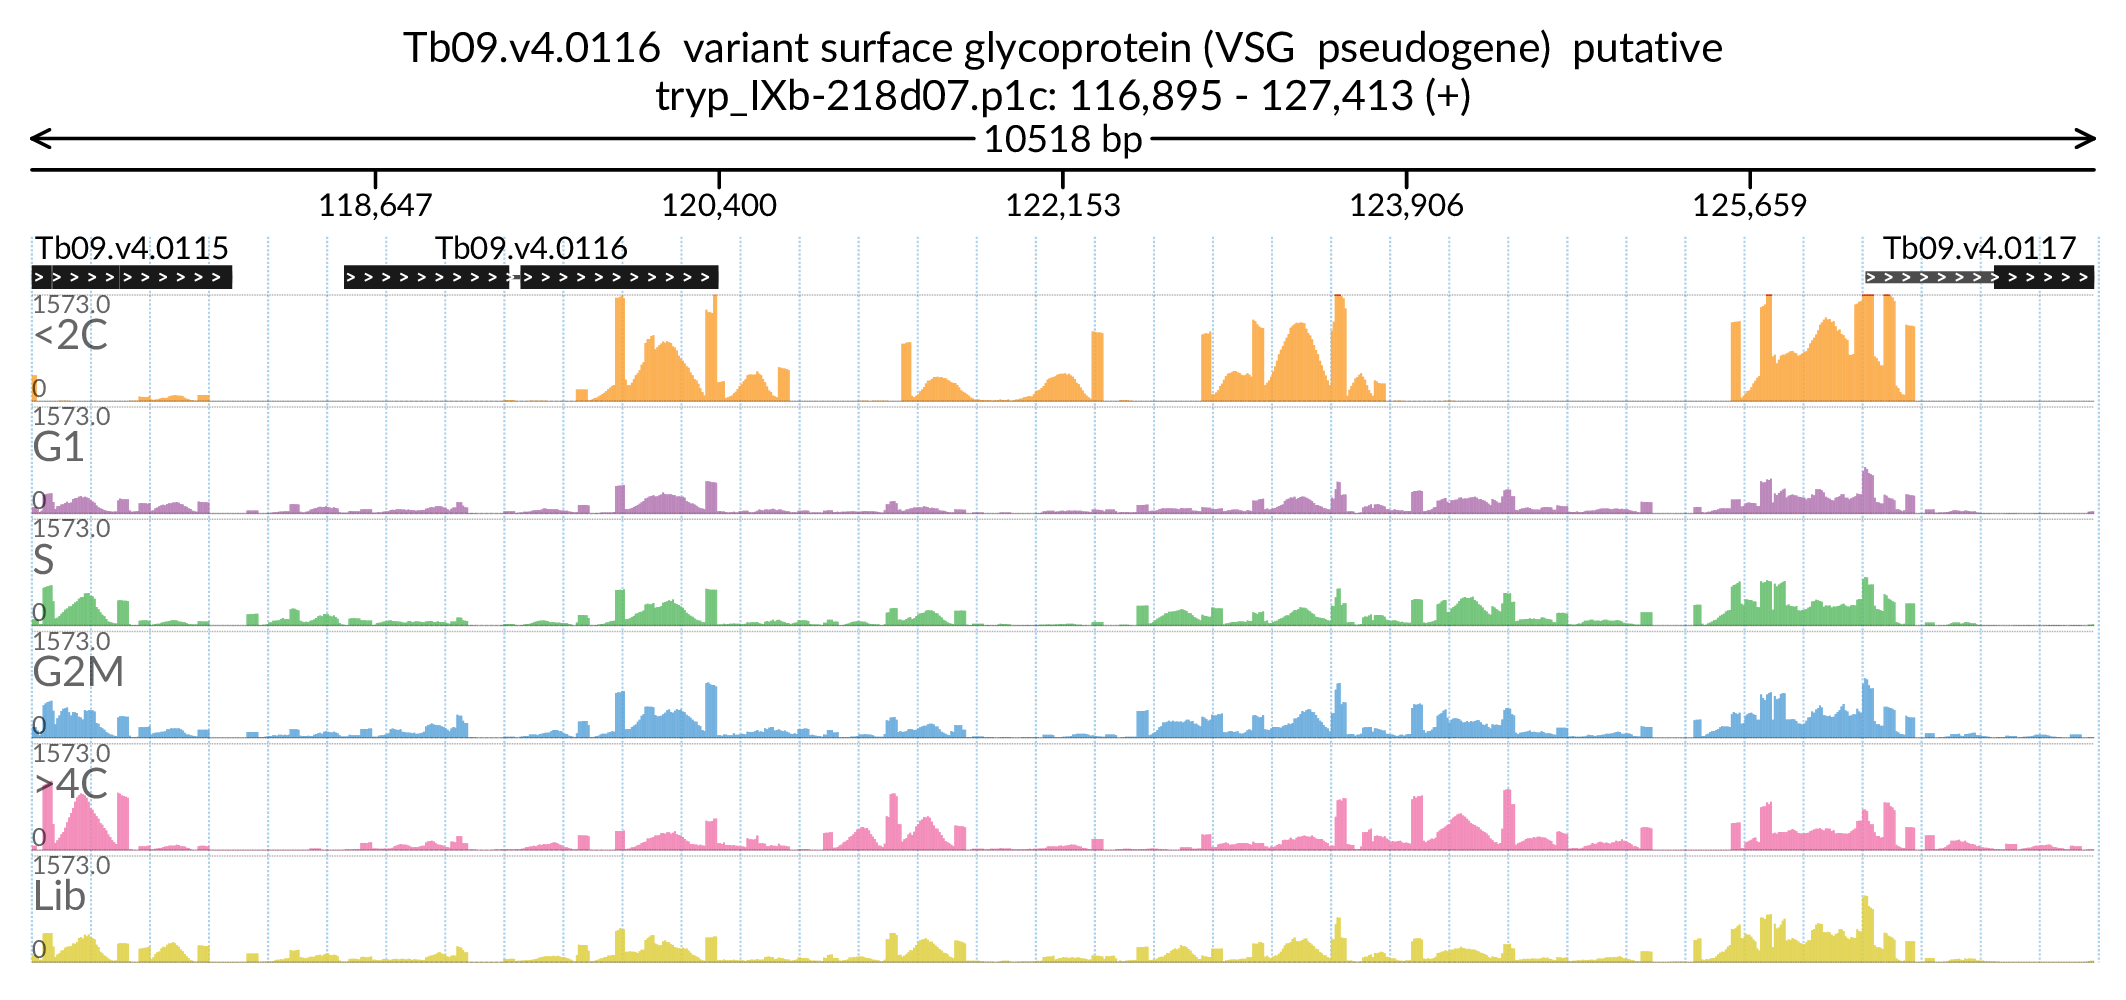 Tb09.v4.0116 variant surface glycoprotein (VSG pseudogene) putative
tryp_IXb-218d07.p1c: 116,895 - 127,413 (+)
10518 bp
118,647 120,400 122,153 123,906 125,659
Tb09.v4.0115 Tb09.v4.0116 Tb09.v4.0117
1573.0
<2C
0
1573.0
G1
0
1573.0
S
0
1573.0
G2M
0
1573.0
>4C
0
1573.0
Lib
0